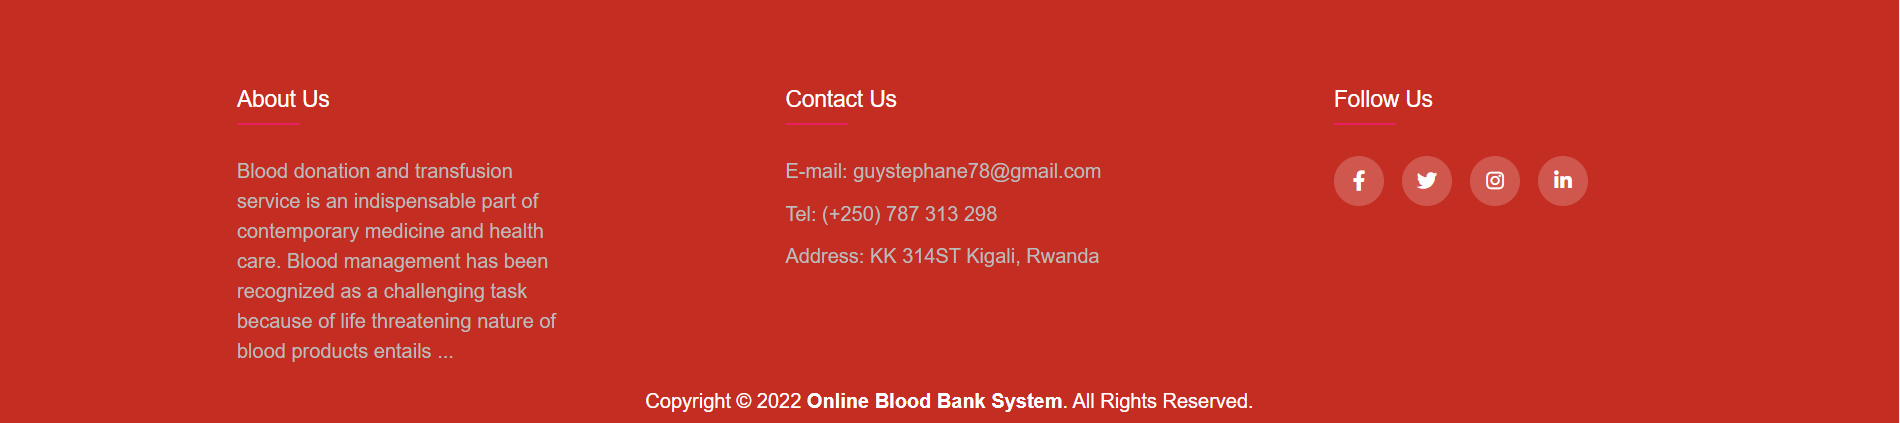 About Us
Blood donation and transfusion
service is an indispensable part of
contemporary medicine and health
care. Blood management has been
recognized as a challenging task
because of life threatening nature of
blood products entails ...
Contact Us
E-mail: guystephane78@gmail.com
Tel: (+250) 787 313 298
Address: KK 314ST Kigali, Rwanda
Follow Us
Copyright © 2022 Online Blood Bank System. All Rights Reserved.